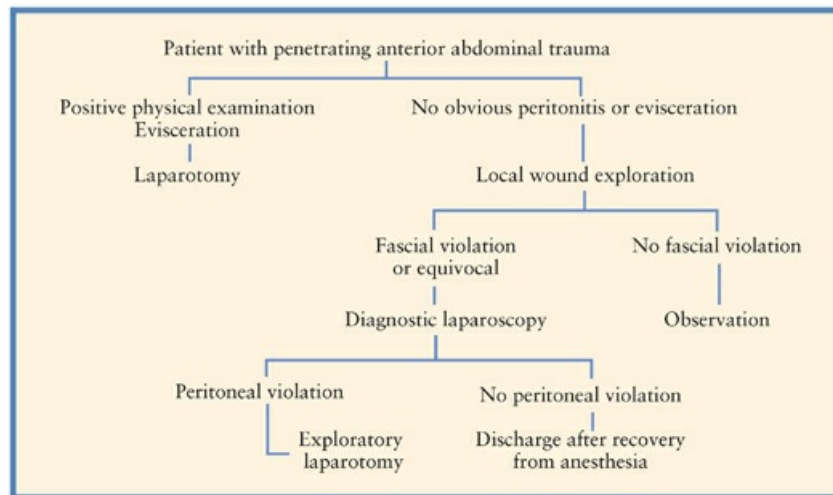 Patient with penetrating anterior abdominal trauma
Positive physical examination
Evisceration
No obvious peritonitis or evisceration
Laparotomy
Local wound exploration
Fascial violation
or equivocal
No fascial violation
Diagnostic laparoscopy
Observation
Peritoneal violation
No peritoneal violation
Exploratory
laparotomy
Discharge after recovery
from anesthesia